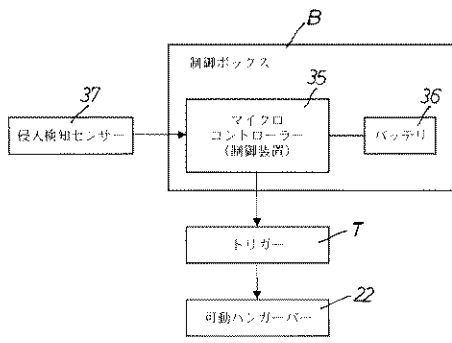 B
制御ボックス
37
35
36
侵入検知センサー
マイクロ
コントローラー
(制御装置)
バッテリ
T
トリガー
22
可動ハンガーバー